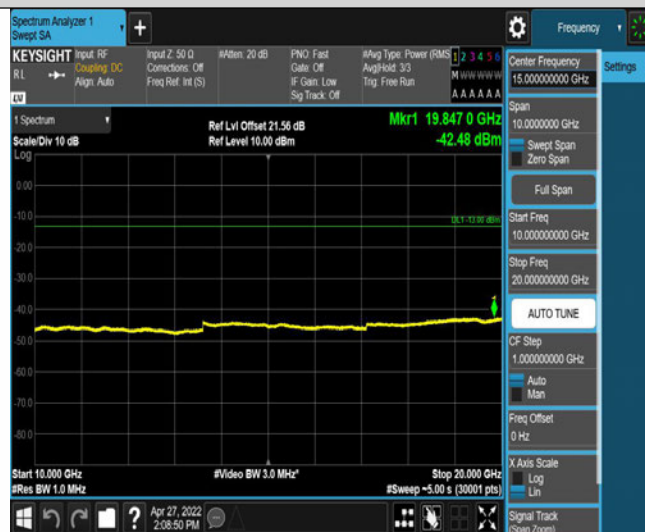 Spectrum Analyzer 1
Swept SA
+
Frequency
KEYSIGHT
RL
LXI
Input: RF
Coupling: DC
Align: Auto
Input Z: 50 Ω
Corrections: Off
Freq Ref: Int (S)
#Atten: 20 dB
PNO: Fast
Gate: Off
IF Gain: Low
Sig Track: Off
#Avg Type: Power (RMS
Avg|Hold: 3/3
Trig: Free Run
1 2 3 4 5 6
M W W W W W
A A A A A A
1 Spectrum
Scale/Div 10 dB
Log
Ref Lvl Offset 21.56 dB
Ref Level 10.00 dBm
Mkr1 19.847 0 GHz
-42.48 dBm
0.00
-10.0
DL1 -13.00 dBm
-20.0
-30.0
1
-40.0
-50.0
-60.0
-70.0
-80.0
Start 10.000 GHz
#Res BW 1.0 MHz
#Video BW 3.0 MHz*
Stop 20.000 GHz
#Sweep ~5.00 s (30001 pts)
Center Frequency
15.000000000 GHz
Settings
Span
10.0000000 GHz
Swept Span
Zero Span
Full Span
Start Freq
10.000000000 GHz
Stop Freq
20.000000000 GHz
AUTO TUNE
CF Step
1.000000000 GHz
Auto
Man
Freq Offset
0 Hz
X Axis Scale
Log
Lin
Signal Track
(Span Zoom)
?
Apr 27, 2022
2:08:50 PM